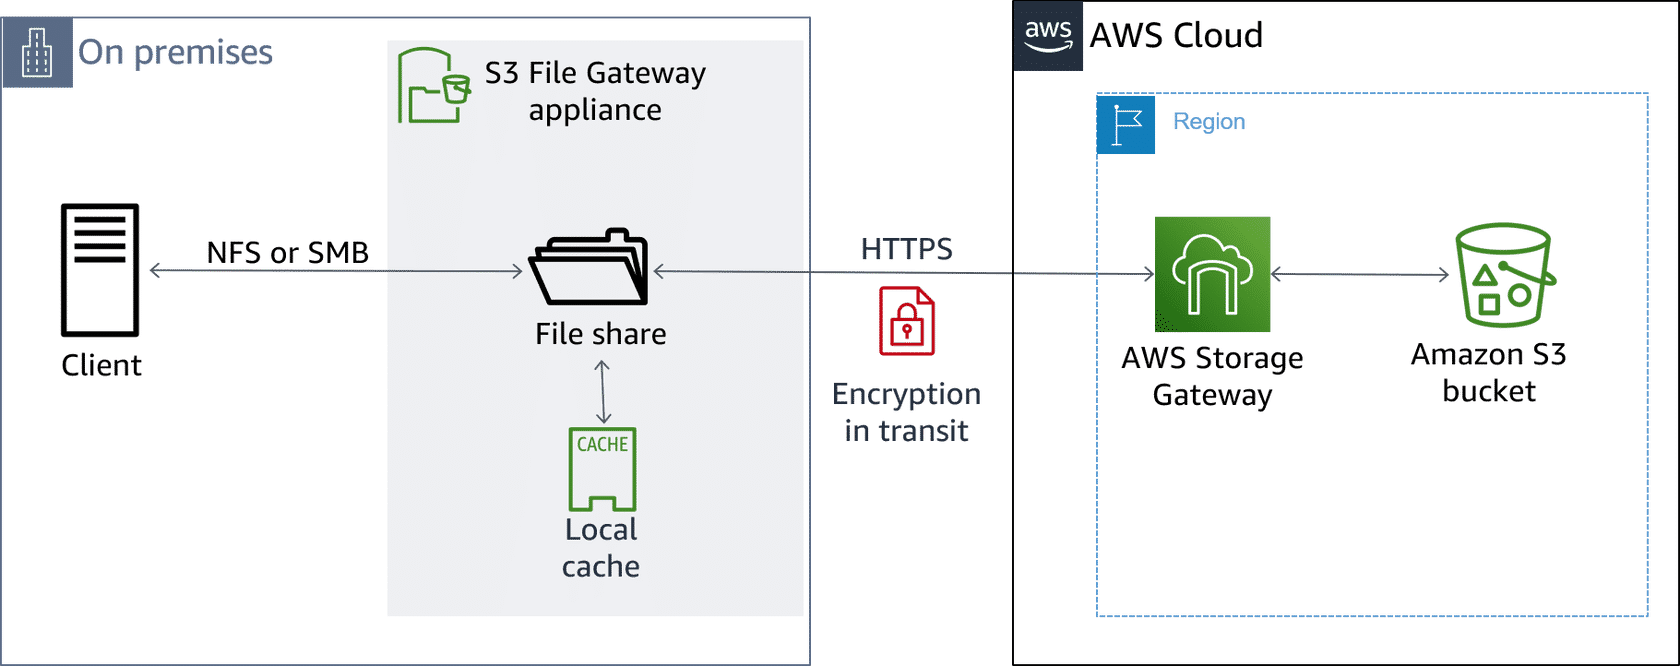 On premises
S3 File Gateway
appliance
NFS or SMB
Client
File share
CACHE
Local
cache
HTTPS
Encryption
in transit
aws
AWS Cloud
Region
AWS Storage
Gateway
Amazon S3
bucket